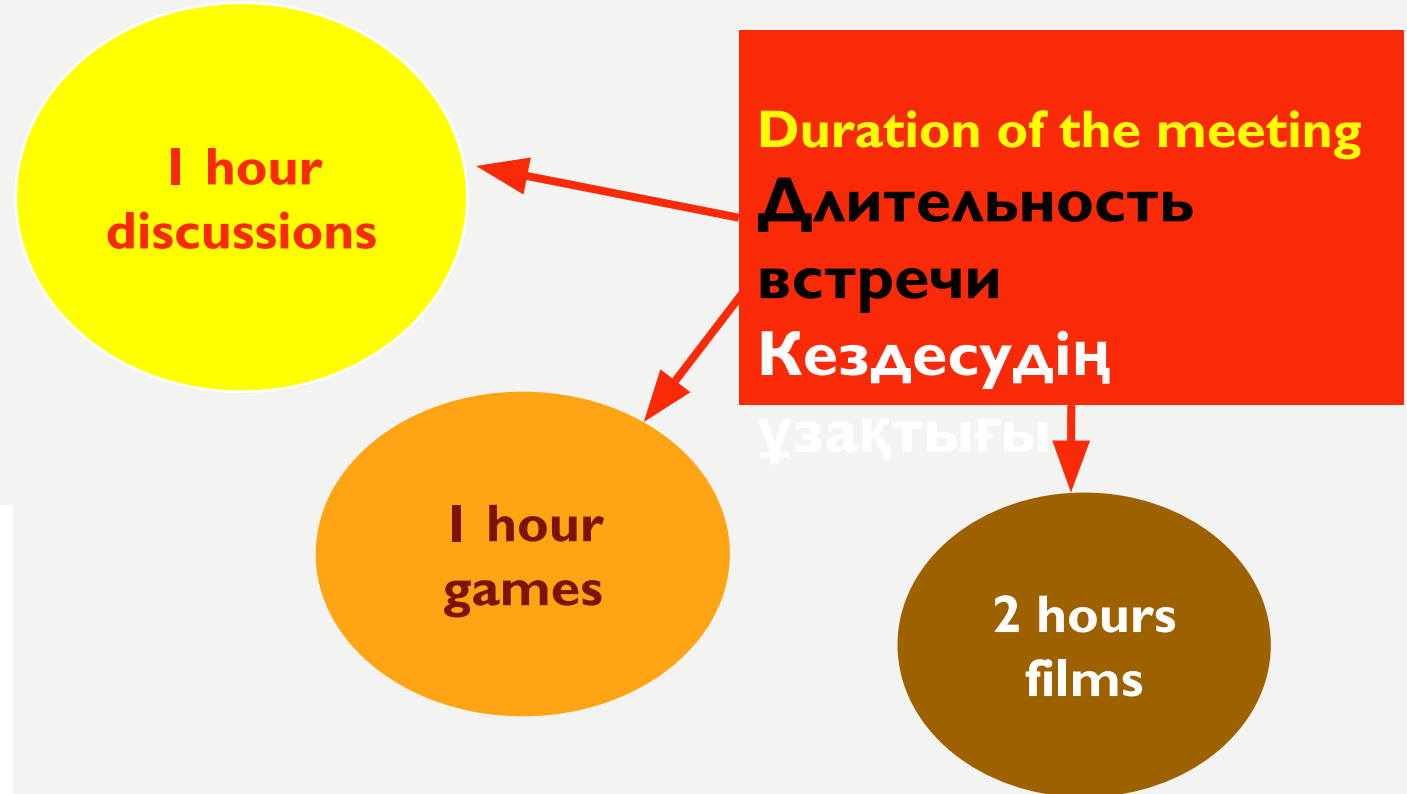 1 hour
discussions
Duration of the meeting
Длительность
встречи
Кездесудің
ұзақтығы
1 hour
games
2 hours
films